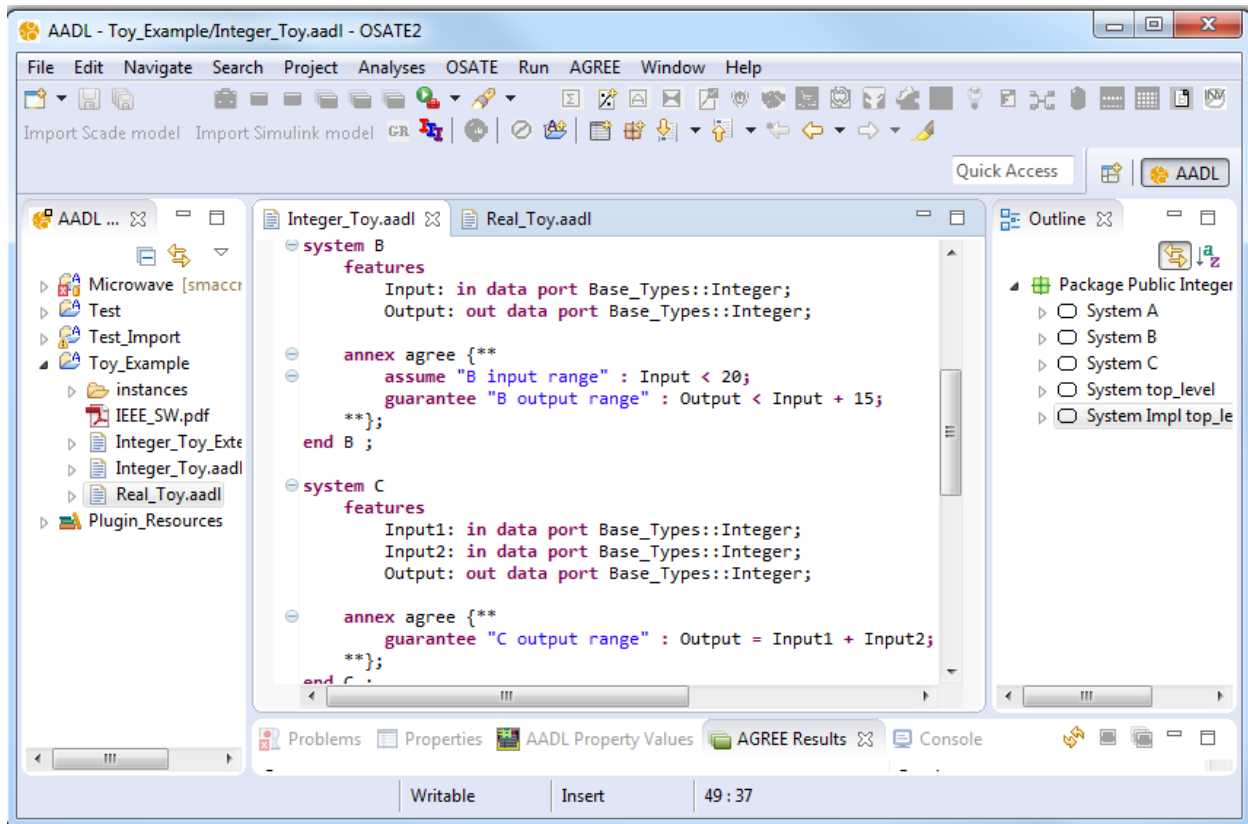 AADL - Toy_Example/Integer_Toy.aadl - OSATE2
File Edit Navigate Search Project Analyses OSATE Run AGREE Window Help
Import Scade model Import Simulink model GR
Quick Access AADL
AADL ...
Microwave [smaccr
Test
Test_Import
Toy_Example
instances
IEEE_SW.pdf
Integer_Toy_Exte
Integer_Toy.aadl
Real_Toy.aadl
Plugin_Resources
Integer_Toy.aadl Real_Toy.aadl
system B
features
Input: in data port Base_Types::Integer;
Output: out data port Base_Types::Integer;
annex agree {**
assume "B input range" : Input < 20;
guarantee "B output range" : Output < Input + 15;
**};
end B ;
system C
features
Input1: in data port Base_Types::Integer;
Input2: in data port Base_Types::Integer;
Output: out data port Base_Types::Integer;
annex agree {**
guarantee "C output range" : Output = Input1 + Input2;
**};
end C ;
Outline
Package Public Integer
System A
System B
System C
System top_level
System Impl top_le
Problems Properties AADL Property Values AGREE Results Console
Writable Insert 49 : 37